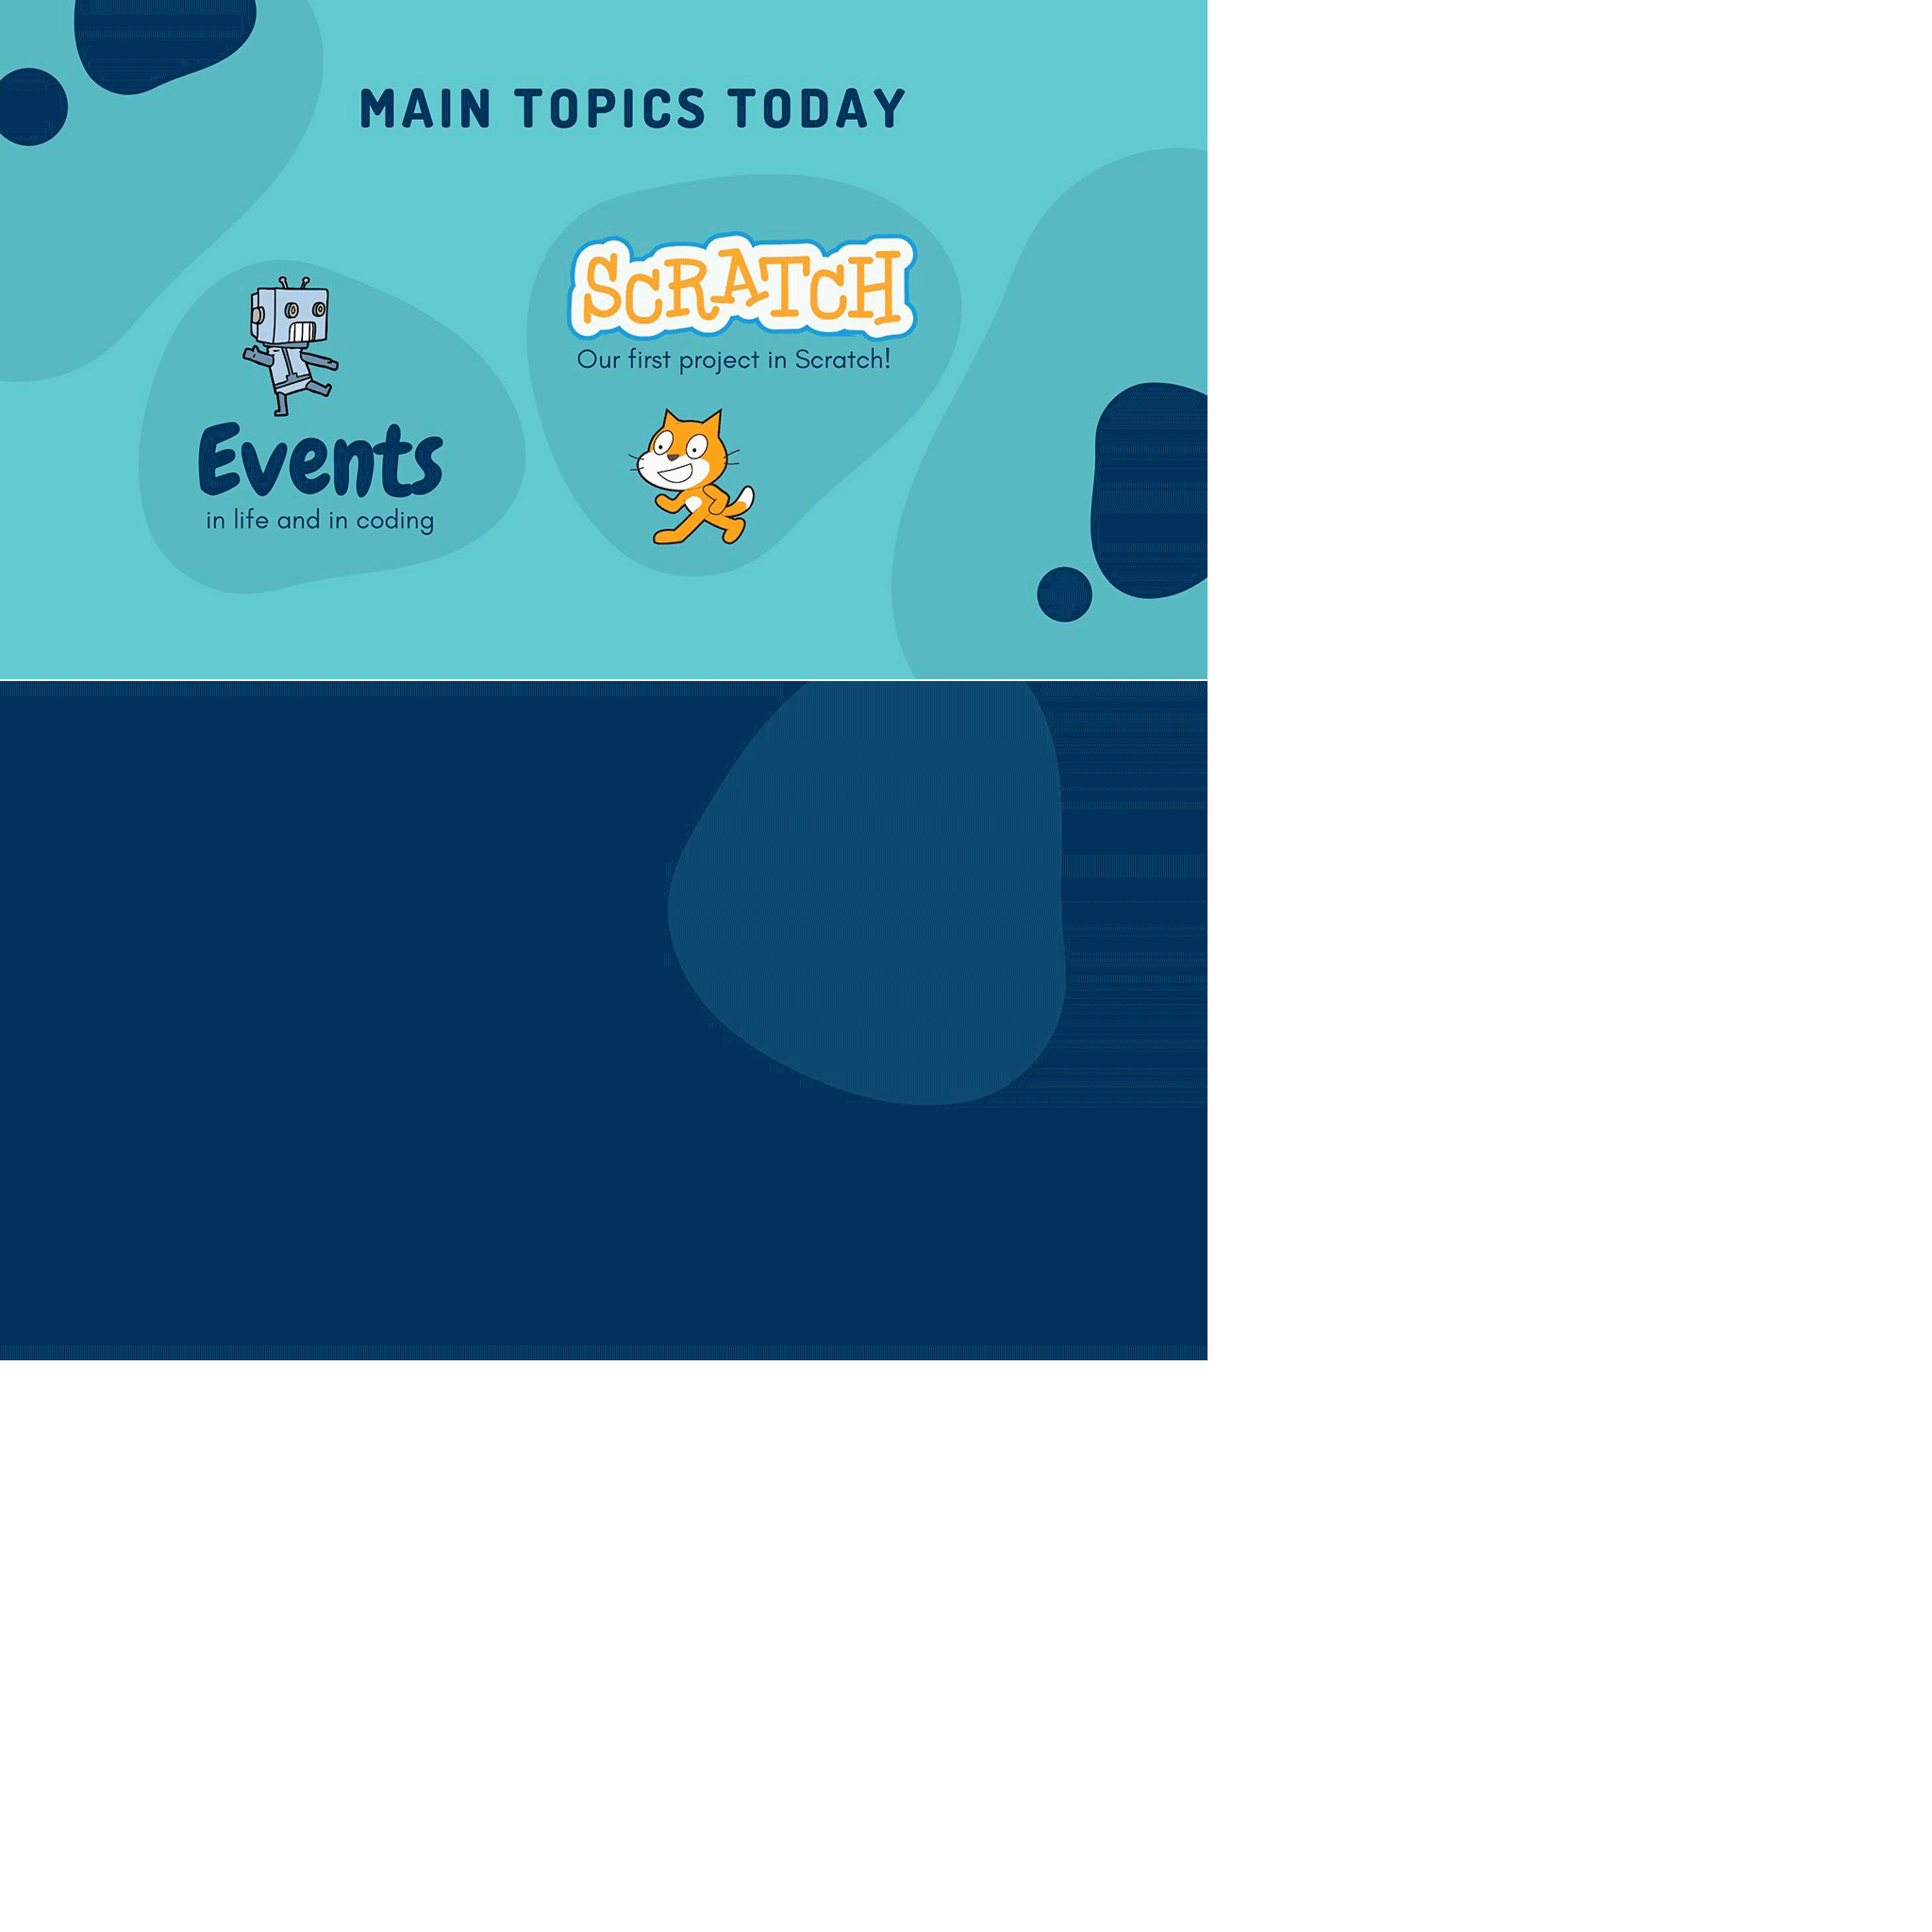 MAIN TOPICS TODAY
SCRATCH
Our first project in Scratch!
Events
in life and in coding